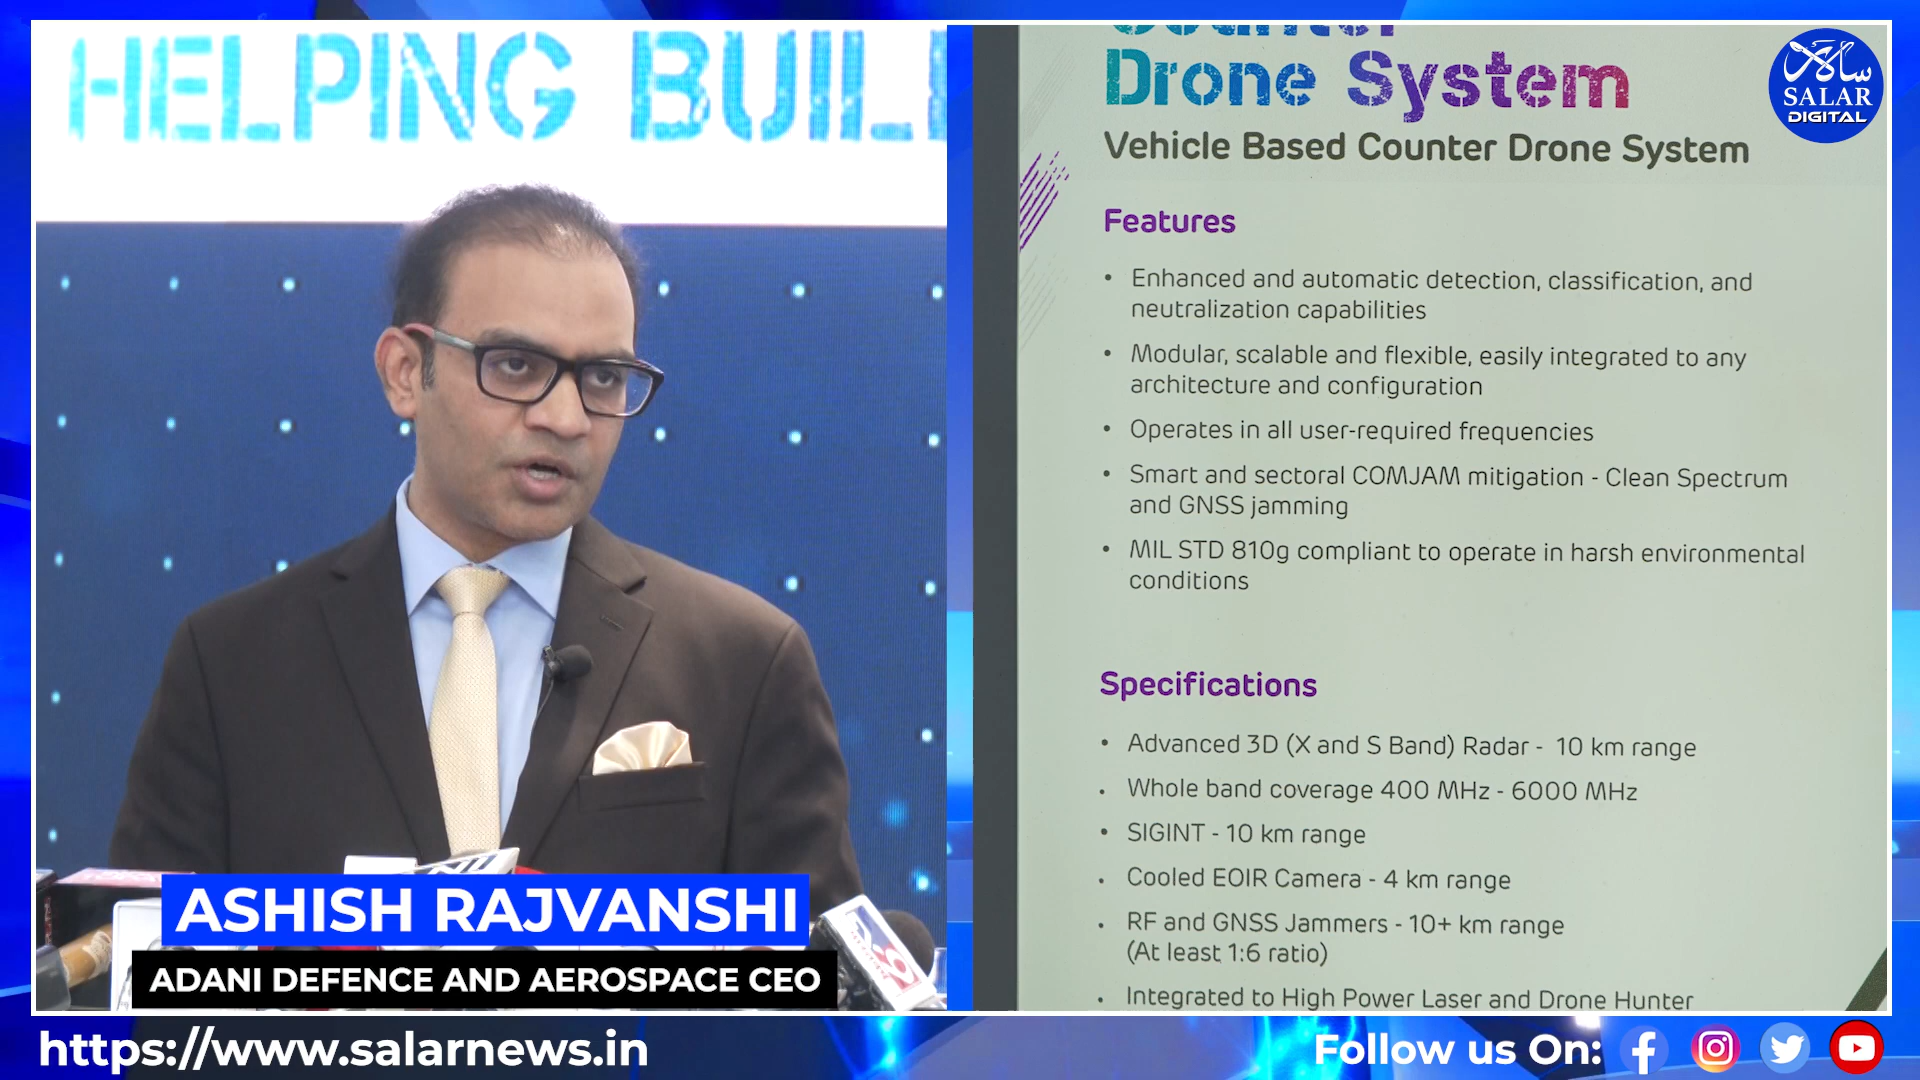 HELPING BUIL
Counter
Drone System
Vehicle Based Counter Drone System
Features
• Enhanced and automatic detection, classification, and
neutralization capabilities
• Modular, scalable and flexible, easily integrated to any
architecture and configuration
• Operates in all user-required frequencies
• Smart and sectoral COMJAM mitigation - Clean Spectrum
and GNSS jamming
• MIL STD 810g compliant to operate in harsh environmental
conditions
Specifications
• Advanced 3D (X and S Band) Radar - 10 km range
• Whole band coverage 400 MHz - 6000 MHz
• SIGINT - 10 km range
• Cooled EOIR Camera - 4 km range
• RF and GNSS Jammers - 10+ km range
(At least 1:6 ratio)
• Integrated to High Power Laser and Drone Hunter
سالار
SALAR
DIGITAL
ASHISH RAJVANSHI
ADANI DEFENCE AND AEROSPACE CEO
https://www.salarnews.in
Follow us On: